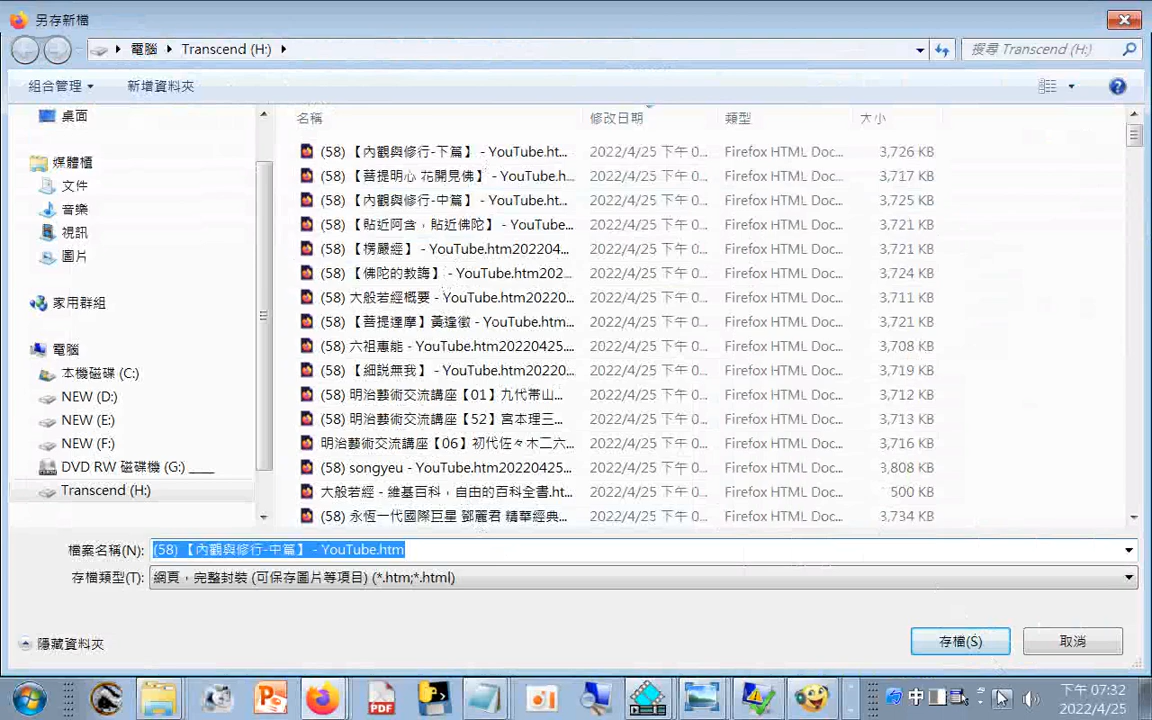 另存新檔
電腦 Transcend (H:)
搜尋 Transcend (H:)
組合管理 新增資料夾
桌面
媒體櫃
文件
音樂
視訊
圖片
家用群組
電腦
本機磁碟 (C:)
NEW (D:)
NEW (E:)
NEW (F:)
DVD RW 磁碟機 (G:) ____
Transcend (H:)
名稱 修改日期 類型 大小
(58) 【內觀與修行-下篇】 - YouTube.ht... 2022/4/25 下午 0... Firefox HTML Doc... 3,726 KB
(58) 【菩提明心 花開見佛】 - YouTube.h... 2022/4/25 下午 0... Firefox HTML Doc... 3,717 KB
(58) 【內觀與修行-中篇】 - YouTube.ht... 2022/4/25 下午 0... Firefox HTML Doc... 3,725 KB
(58) 【貼近阿含，貼近佛陀】 - YouTube... 2022/4/25 下午 0... Firefox HTML Doc... 3,721 KB
(58) 【楞嚴經】 - YouTube.htm202204... 2022/4/25 下午 0... Firefox HTML Doc... 3,721 KB
(58) 【佛陀的教誨】 - YouTube.htm202... 2022/4/25 下午 0... Firefox HTML Doc... 3,724 KB
(58) 大般若經概要 - YouTube.htm20220... 2022/4/25 下午 0... Firefox HTML Doc... 3,711 KB
(58) 【菩提達摩】黃逢徵 - YouTube.htm... 2022/4/25 下午 0... Firefox HTML Doc... 3,721 KB
(58) 六祖惠能 - YouTube.htm20220425... 2022/4/25 下午 0... Firefox HTML Doc... 3,708 KB
(58) 【細說無我】 - YouTube.htm20220... 2022/4/25 下午 0... Firefox HTML Doc... 3,719 KB
(58) 明治藝術交流講座【01】九代帯山... 2022/4/25 下午 0... Firefox HTML Doc... 3,712 KB
(58) 明治藝術交流講座【52】宮本理三... 2022/4/25 下午 0... Firefox HTML Doc... 3,713 KB
明治藝術交流講座【06】初代佐々木二六... 2022/4/25 下午 0... Firefox HTML Doc... 3,716 KB
(58) songyeu - YouTube.htm20220425... 2022/4/25 下午 0... Firefox HTML Doc... 3,808 KB
大般若經 - 維基百科，自由的百科全書.ht... 2022/4/25 下午 0... Firefox HTML Doc... 500 KB
(58) 永恆一代國際巨星 鄧麗君 精華經典... 2022/4/25 下午 0... Firefox HTML Doc... 3,734 KB
檔案名稱(N): (58) 【內觀與修行-中篇】 - YouTube.htm
存檔類型(T): 網頁，完整封裝 (可保存圖片等項目) (*.htm;*.html)
隱藏資料夾
存檔(S) 取消
PDF
中
下午 07:32
2022/4/25